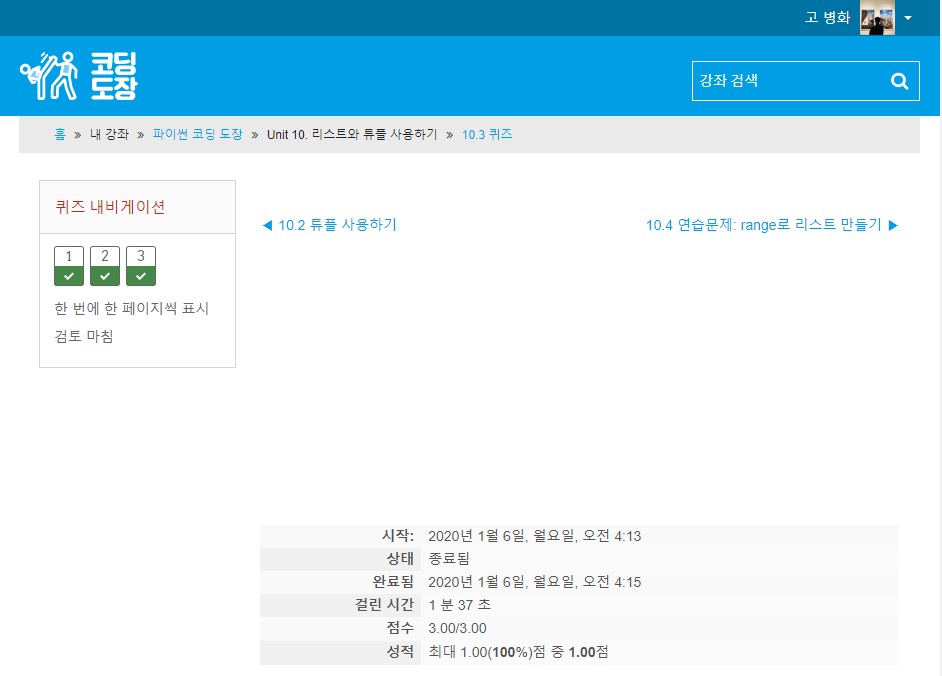 고 병화
코딩
도장
강좌 검색
홈 » 내 강좌 » 파이썬 코딩 도장 » Unit 10. 리스트와 튜플 사용하기 » 10.3 퀴즈
퀴즈 내비게이션
◀ 10.2 튜플 사용하기
10.4 연습문제: range로 리스트 만들기 ▶
1 2 3
한 번에 한 페이지씩 표시
검토 마침
시작: 2020년 1월 6일, 월요일, 오전 4:13
상태 종료됨
완료됨 2020년 1월 6일, 월요일, 오전 4:15
걸린 시간 1 분 37 초
점수 3.00/3.00
성적 최대 1.00(100%)점 중 1.00점